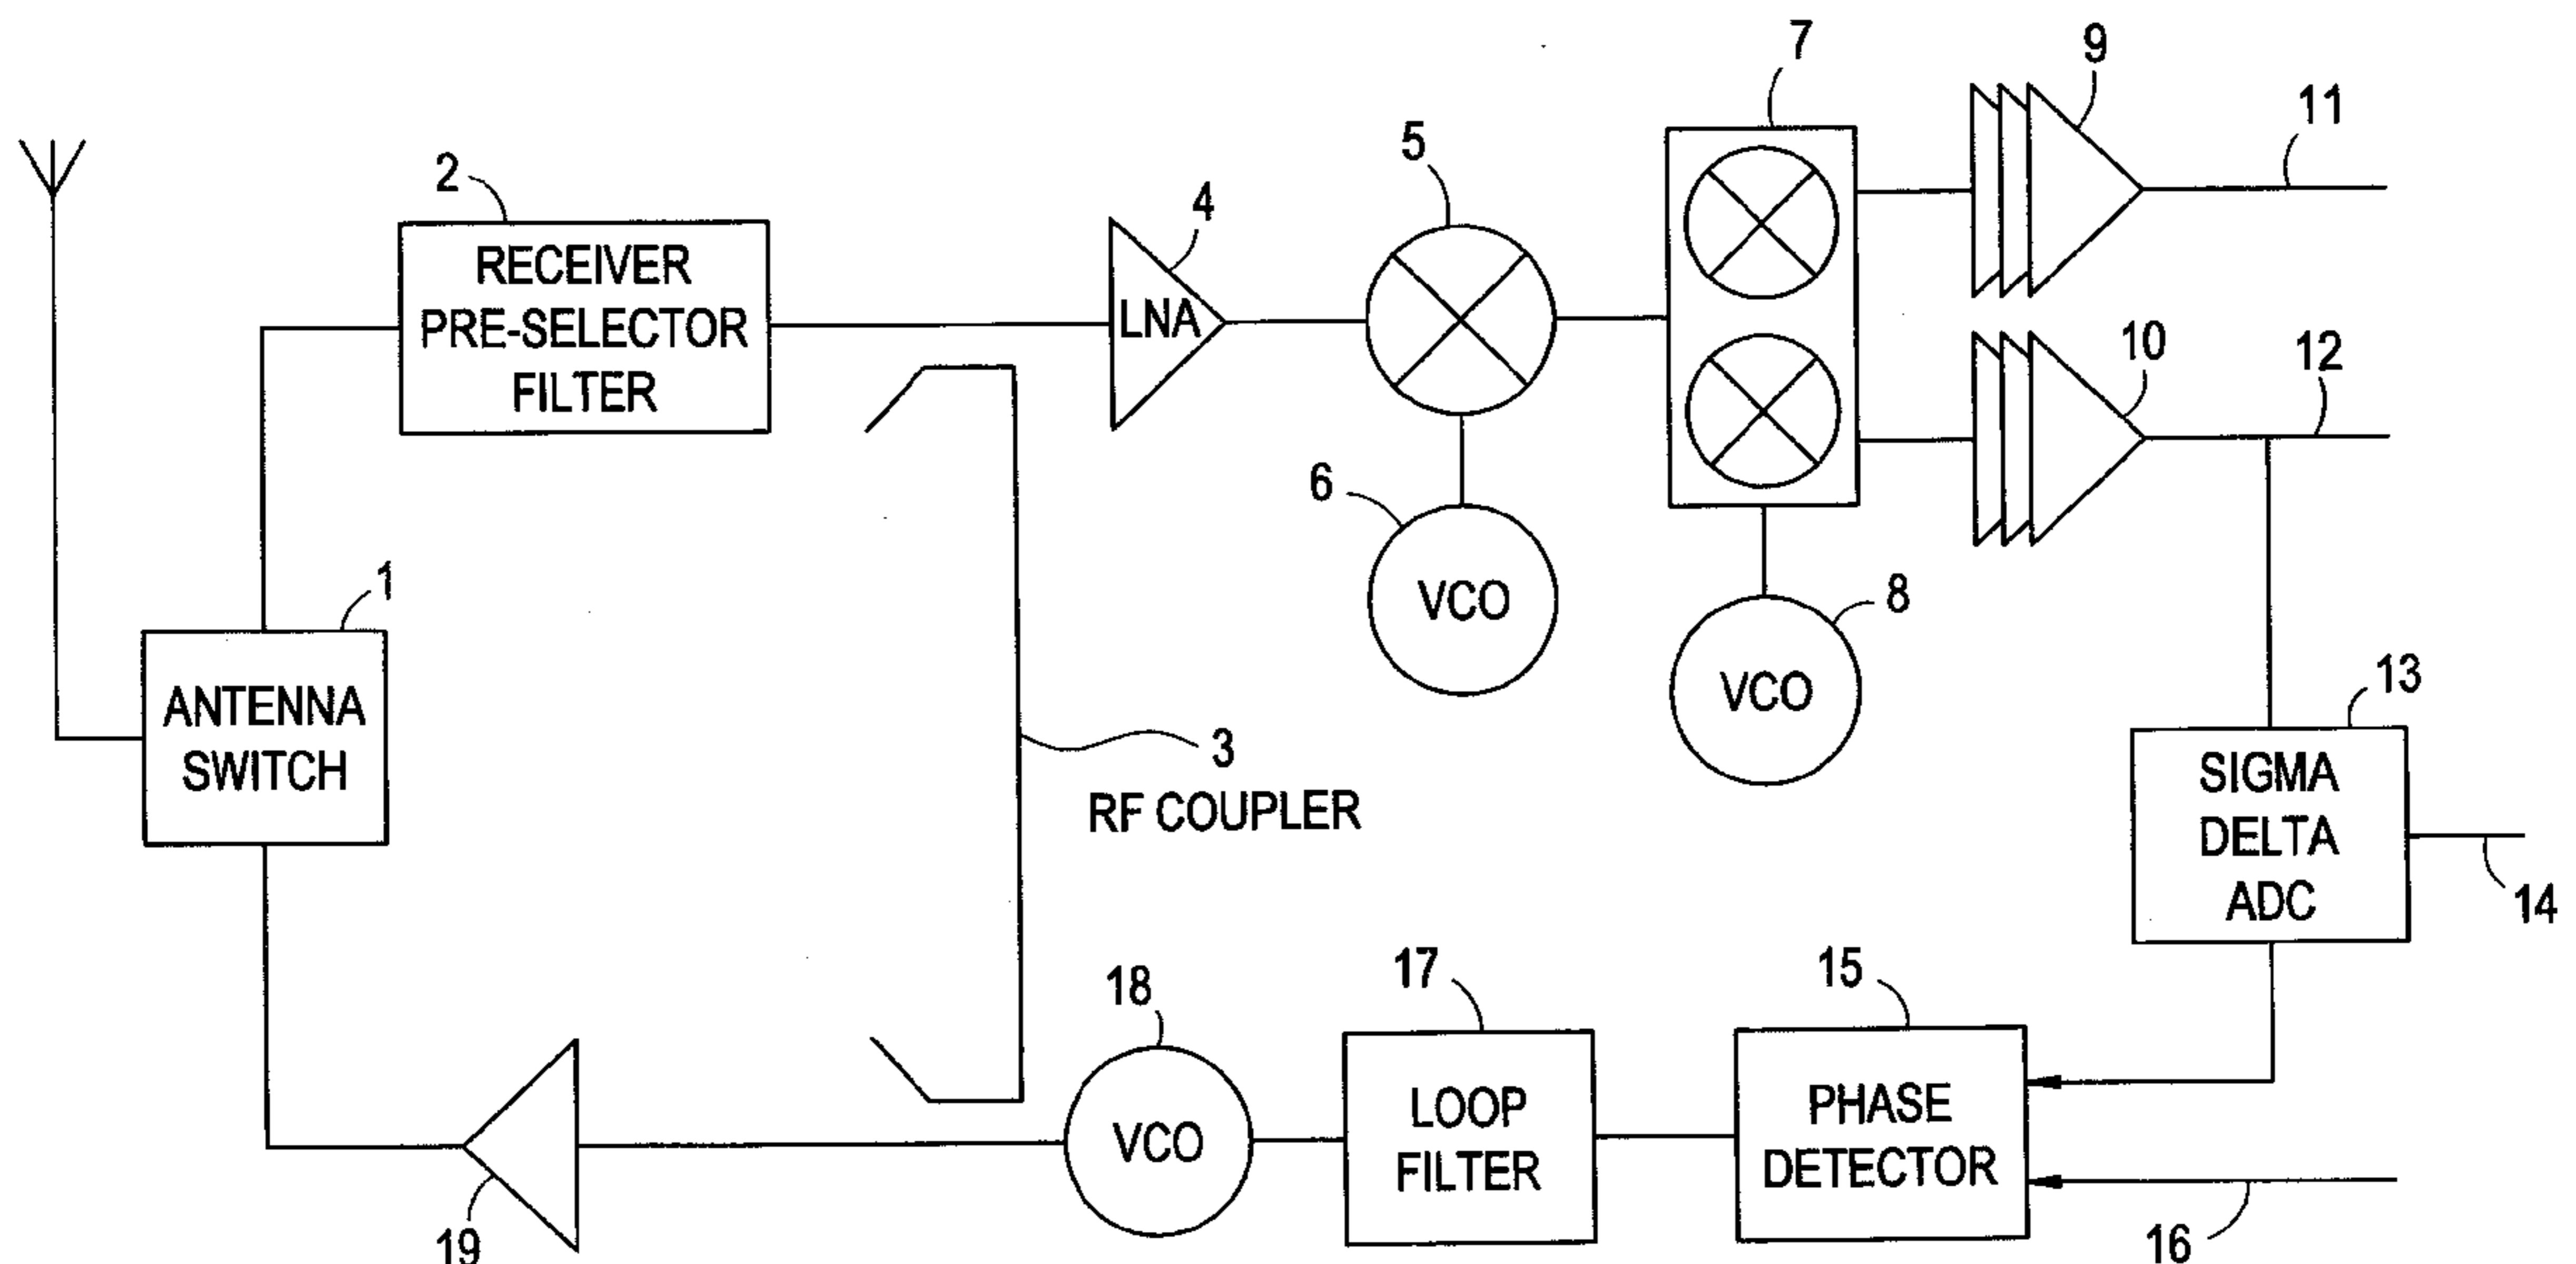 7
9
11
2
5
4
RECEIVER
PRE-SELECTOR
FILTER
LNA
10
12
6
VCO
8
VCO
1
ANTENNA
SWITCH
3
RF COUPLER
13
SIGMA
DELTA
ADC
14
18
17
15
VCO
LOOP
FILTER
PHASE
DETECTOR
19
16